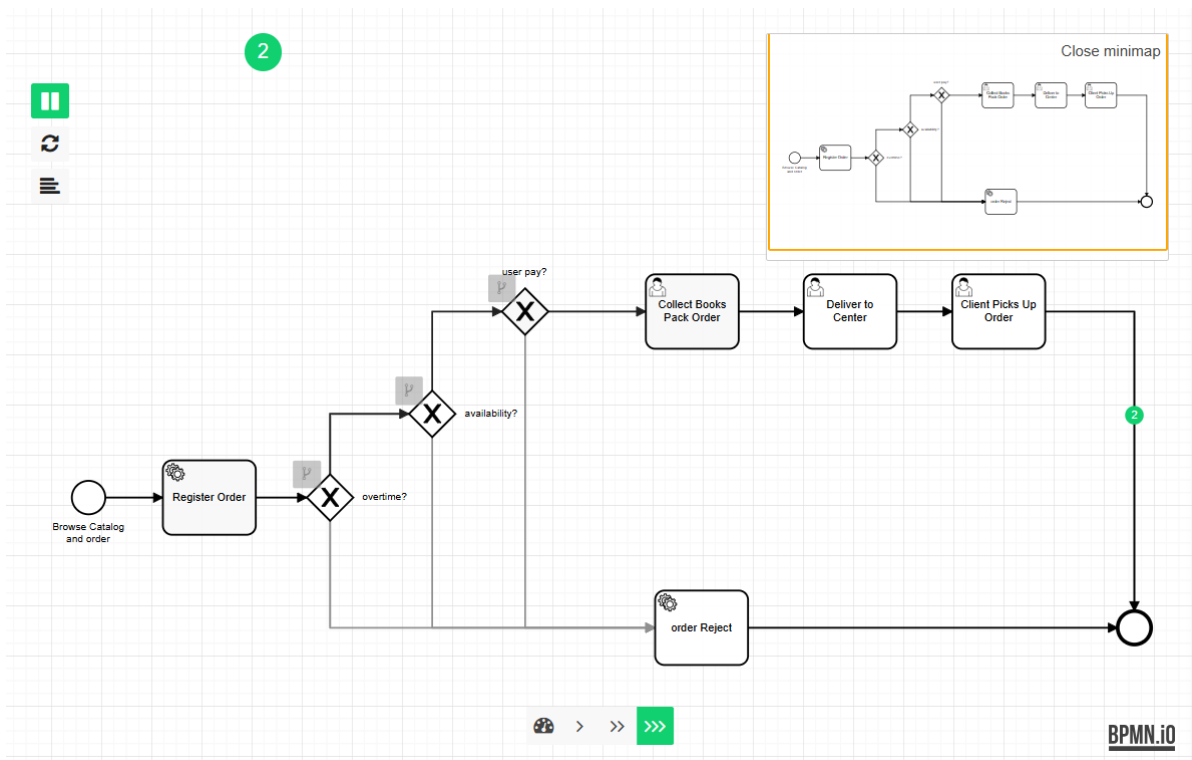 2
Close minimap
user pay?
Collect Books
Pack Order
Deliver to
Center
Client Picks Up
Order
availability?
2
Register Order
overtime?
Browse Catalog
and order
order Reject
BPMN.iO